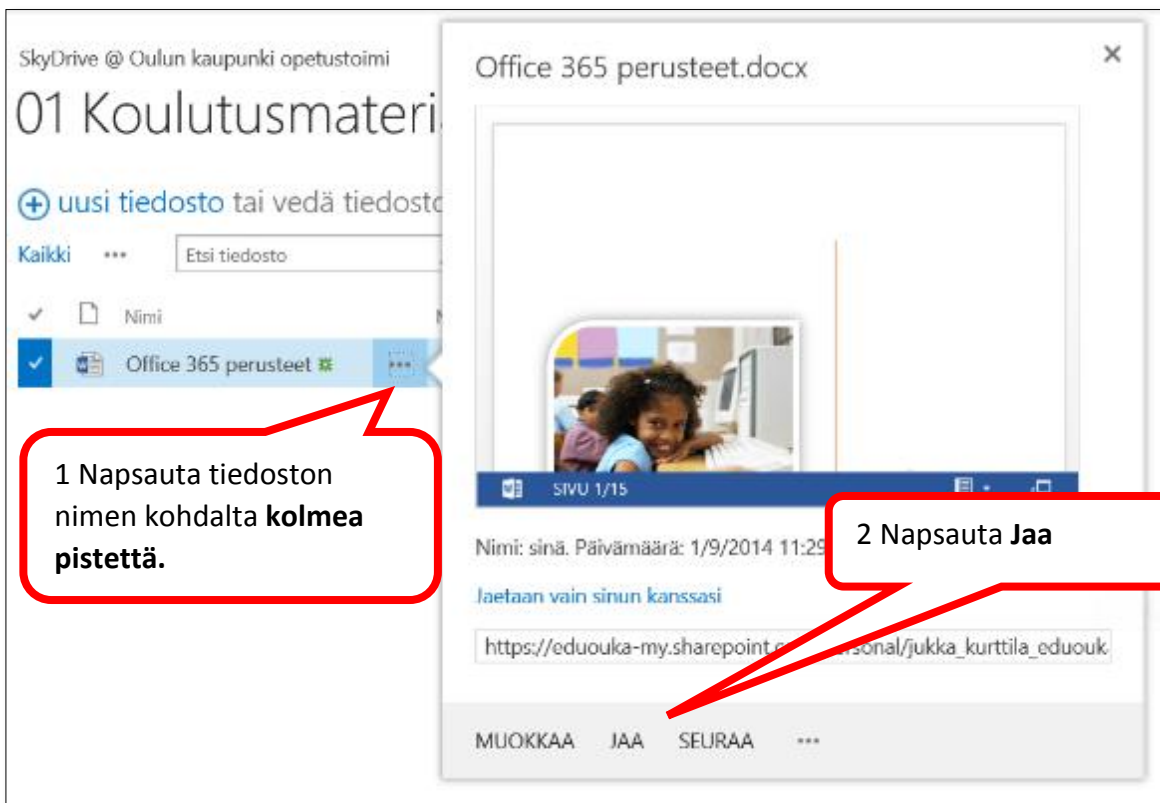 SkyDrive @ Oulun kaupunki opetustoimi
01 Koulutusmateri
uusi tiedosto tai vedä tiedosto
Kaikki ••• Etsi tiedosto
Nimi
Office 365 perusteet •••
1 Napsauta tiedoston
nimen kohdalta kolmea
pistettä.
Office 365 perusteet.docx
SIVU 1/15
2 Napsauta Jaa
Nimi: sinä. Päivämäärä: 1/9/2014 11:29
Jaetaan vain sinun kanssasi
https://eduouka-my.sharepoint.c ersonal/jukka_kurttila_eduouk
MUOKKAA JAA SEURAA •••